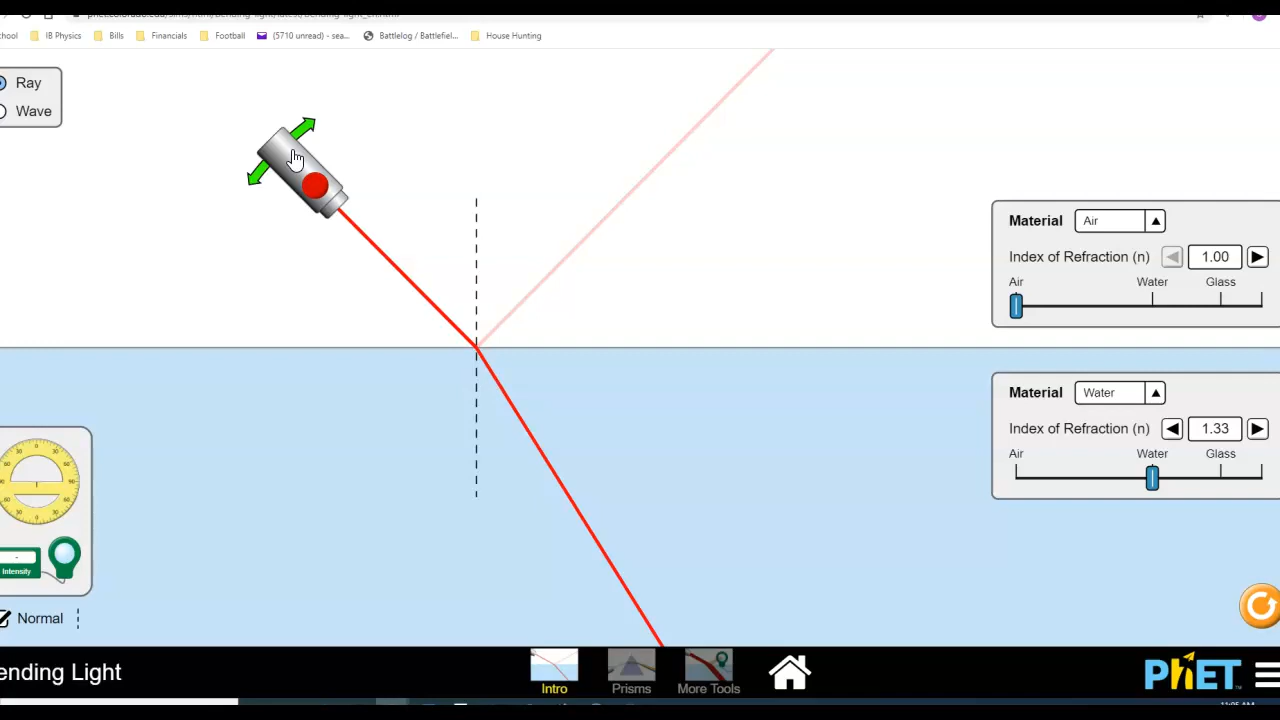 IB Physics
Bills
Financials
Football
(5710 unread) - sea...
Battlelog / Battlefiel...
House Hunting
Ray
Wave
Material
Air
Index of Refraction (n)
1.00
Air
Water
Glass
Material
Water
Index of Refraction (n)
1.33
Air
Water
Glass
Intensity
Normal
ending Light
Intro
Prisms
More Tools
PhET